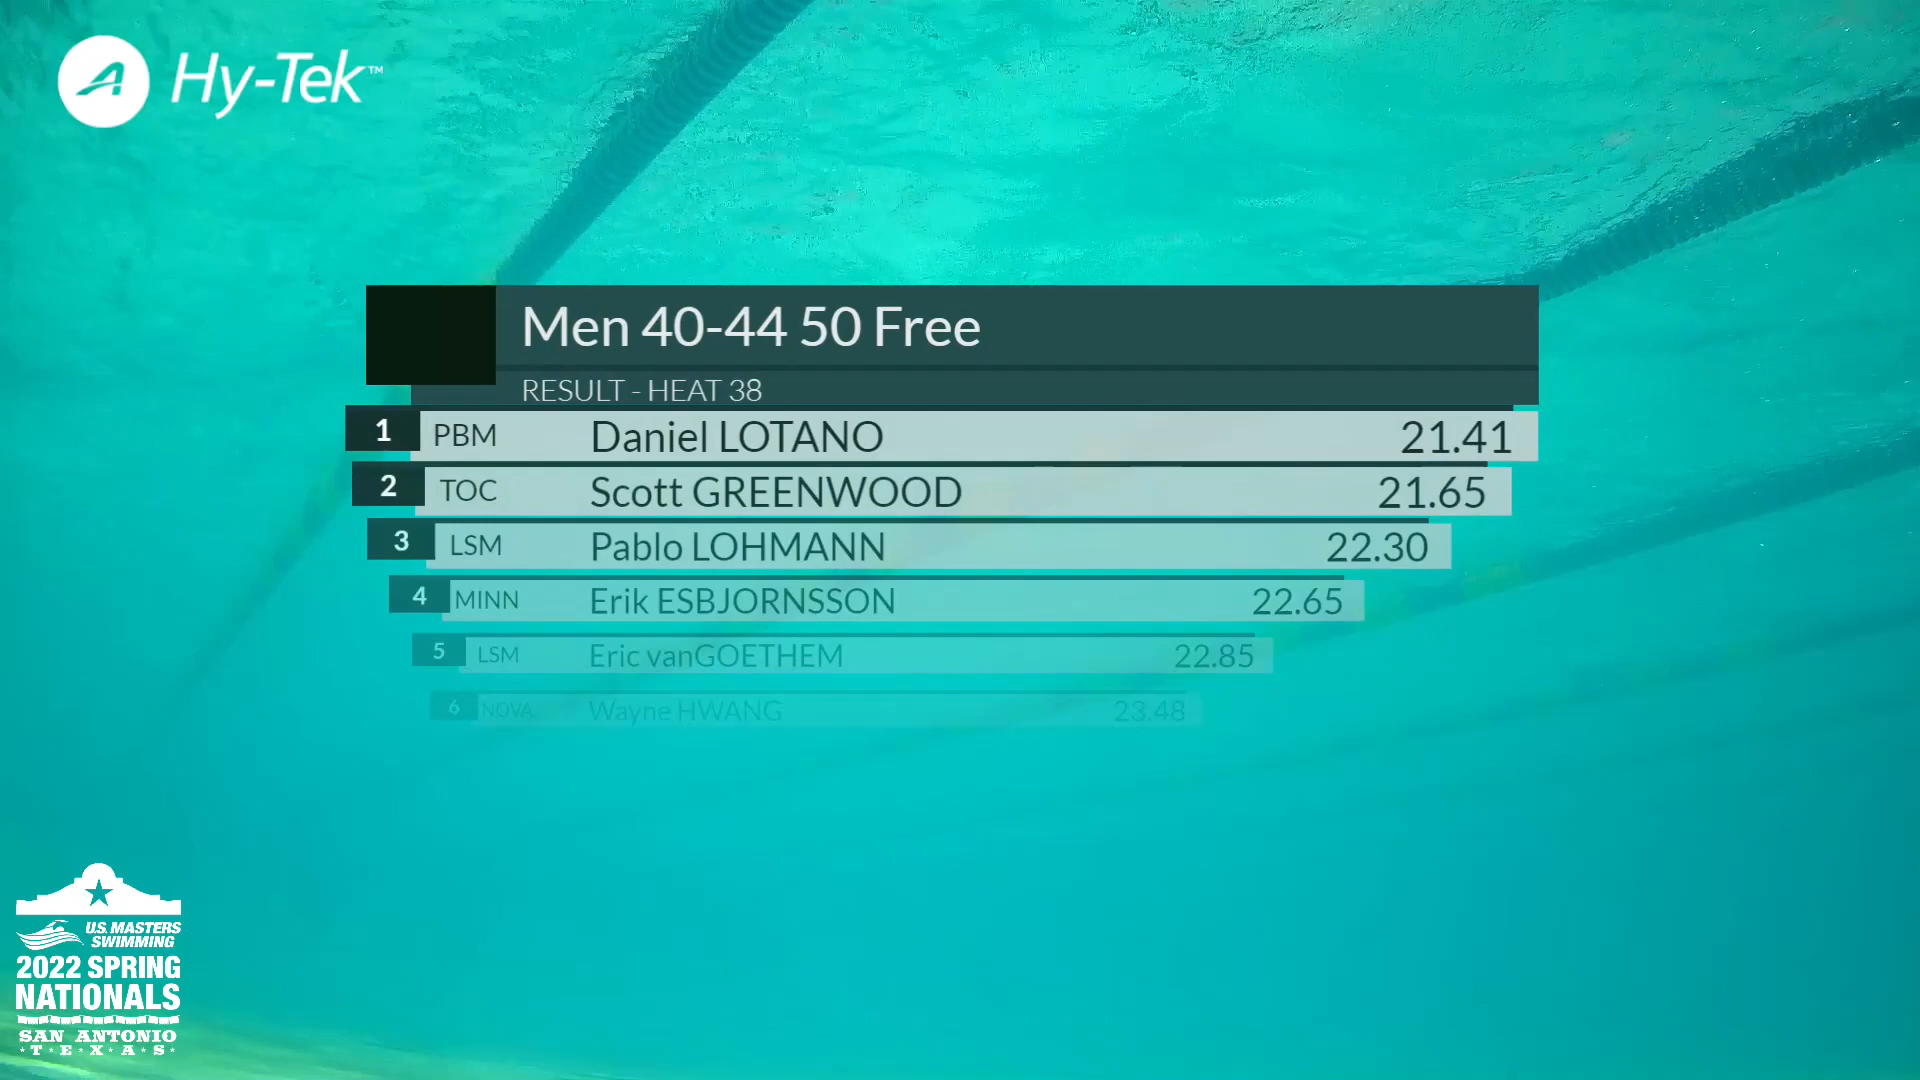 Hy-Tek™
Men 40-44 50 Free
RESULT - HEAT 38
1 PBM Daniel LOTANO 21.41
2 TOC Scott GREENWOOD 21.65
3 LSM Pablo LOHMANN 22.30
4 MINN Erik ESBJORNSSON 22.65
5 LSM Eric vanGOETHEM 22.85
6 NOVA Wayne HWANG 23.48
U.S. MASTERS
SWIMMING
2022 SPRING
NATIONALS
SAN ANTONIO
T·E·X·A·S